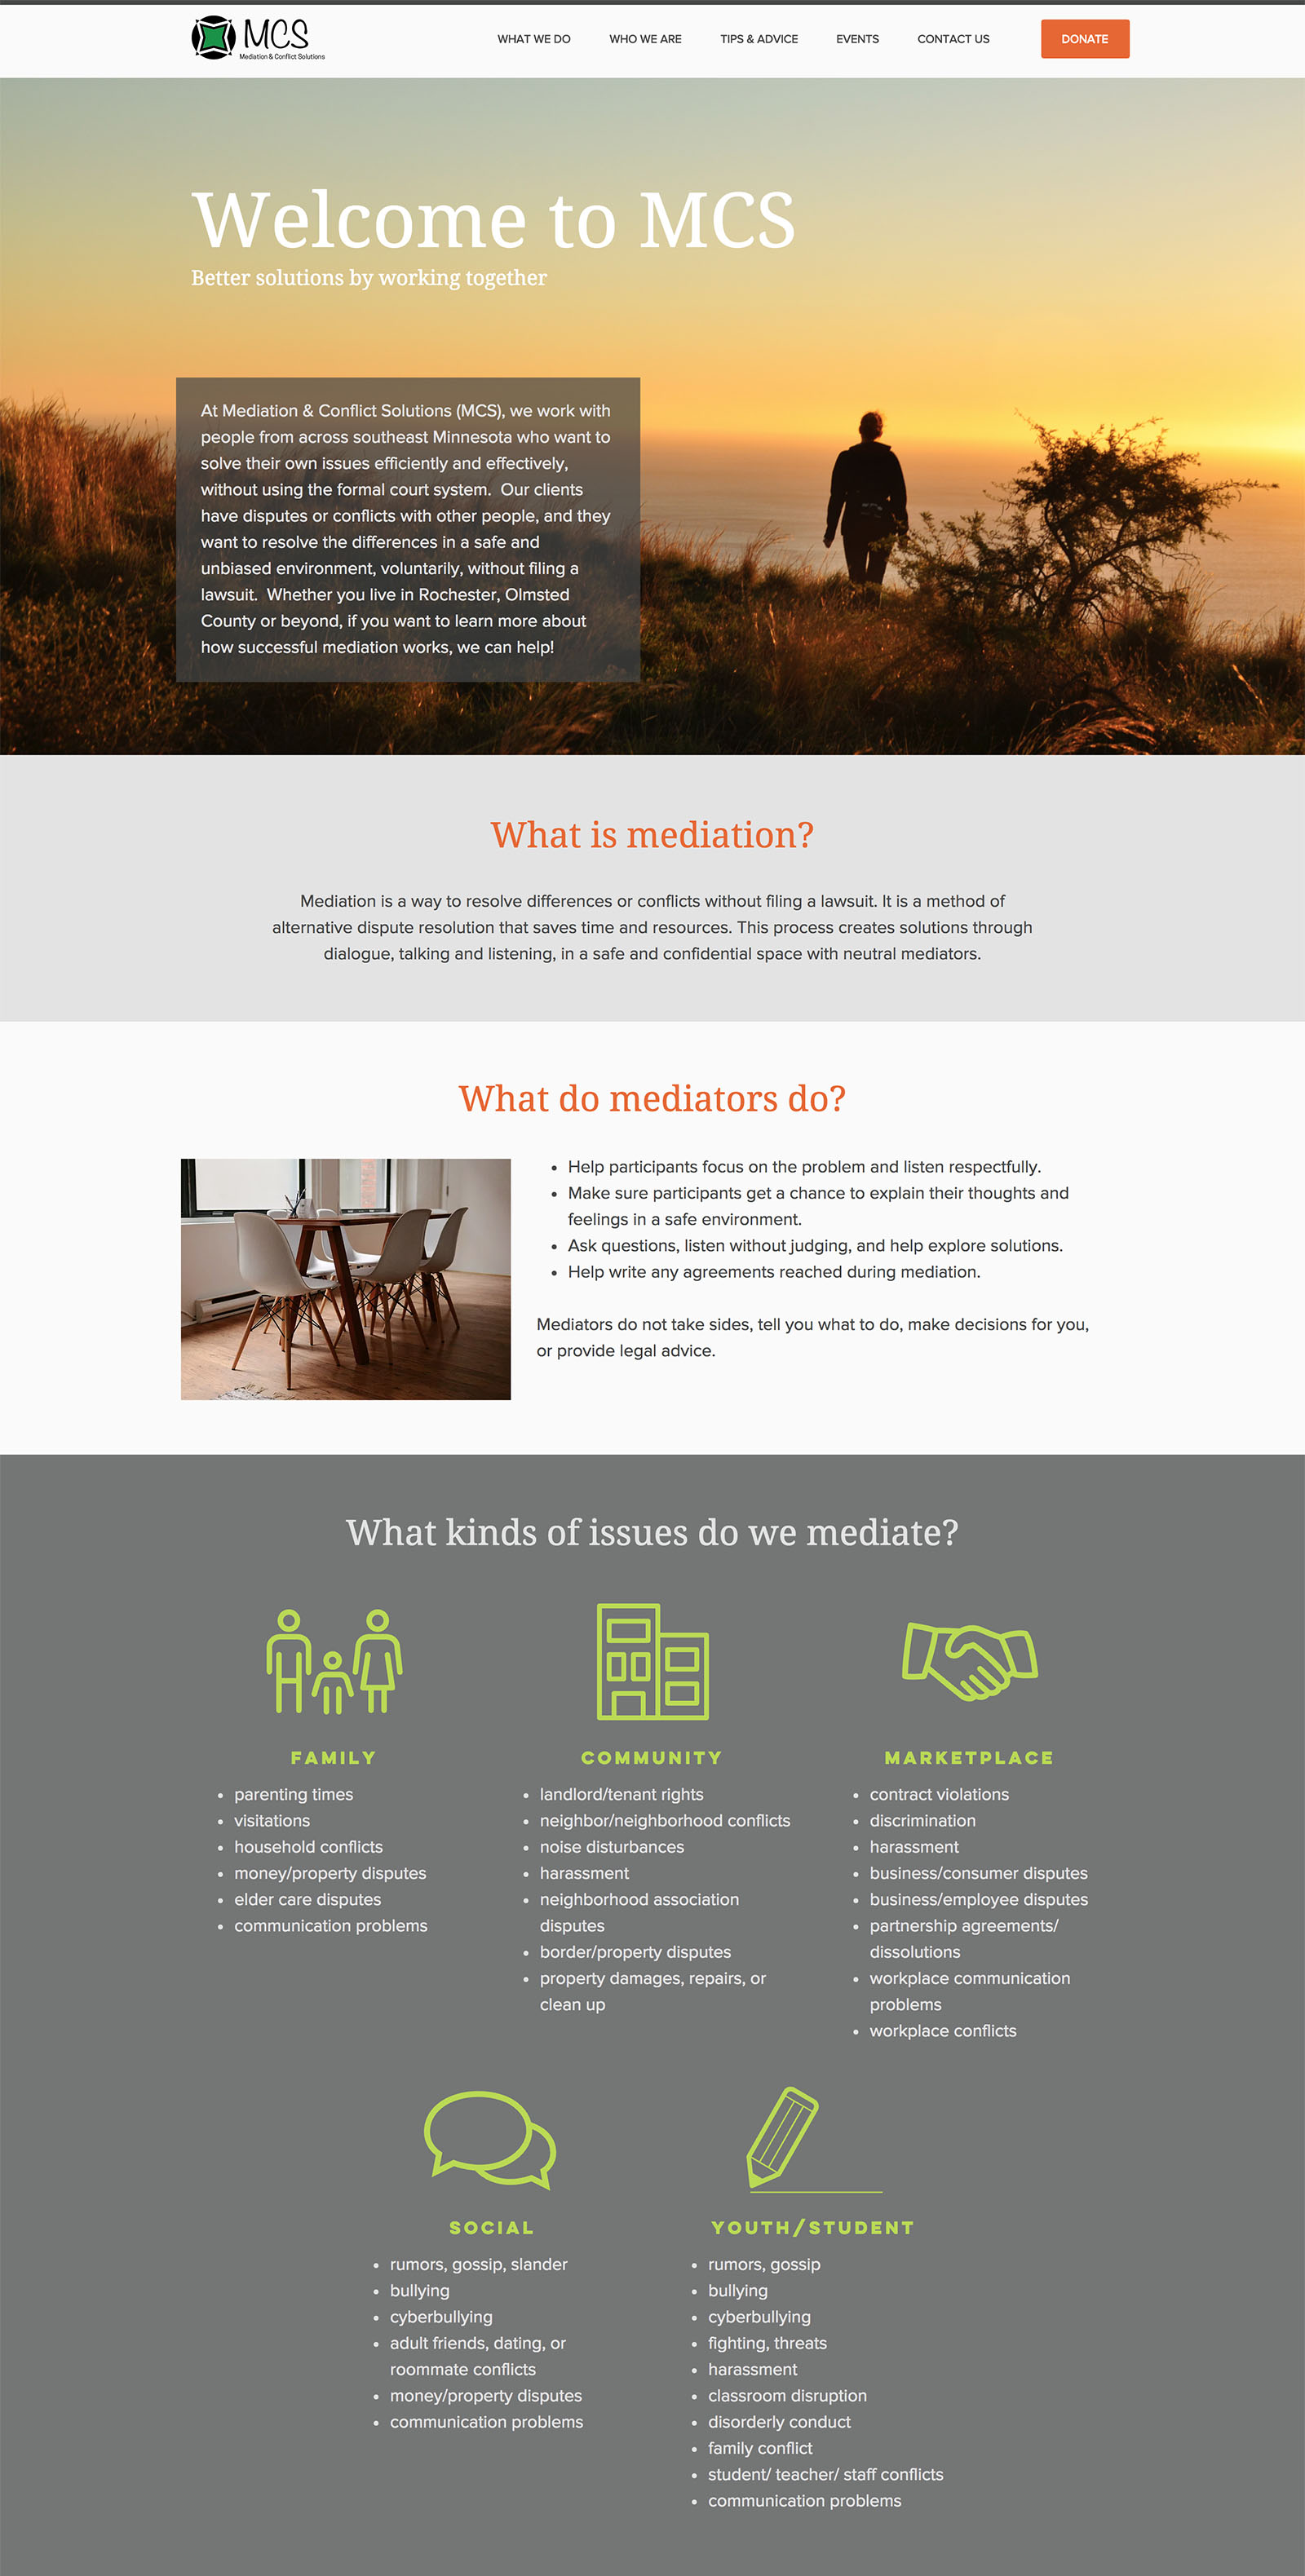 MCS
Mediation & Conflict Solutions
WHAT WE DO
WHO WE ARE
TIPS & ADVICE
EVENTS
CONTACT US
DONATE
Welcome to MCS
Better solutions by working together
At Mediation & Conflict Solutions (MCS), we work with
people from across southeast Minnesota who want to
solve their own issues efficiently and effectively,
without using the formal court system.  Our clients
have disputes or conflicts with other people, and they
want to resolve the differences in a safe and
unbiased environment, voluntarily, without filing a
lawsuit.  Whether you live in Rochester, Olmsted
County or beyond, if you want to learn more about
how successful mediation works, we can help!
What is mediation?
Mediation is a way to resolve differences or conflicts without filing a lawsuit. It is a method of
alternative dispute resolution that saves time and resources. This process creates solutions through
dialogue, talking and listening, in a safe and confidential space with neutral mediators.
What do mediators do?
• Help participants focus on the problem and listen respectfully.
• Make sure participants get a chance to explain their thoughts and
feelings in a safe environment.
• Ask questions, listen without judging, and help explore solutions.
• Help write any agreements reached during mediation.
Mediators do not take sides, tell you what to do, make decisions for you,
or provide legal advice.
What kinds of issues do we mediate?
FAMILY
• parenting times
• visitations
• household conflicts
• money/property disputes
• elder care disputes
• communication problems
COMMUNITY
• landlord/tenant rights
• neighbor/neighborhood conflicts
• noise disturbances
• harassment
• neighborhood association
disputes
• border/property disputes
• property damages, repairs, or
clean up
MARKETPLACE
• contract violations
• discrimination
• harassment
• business/consumer disputes
• business/employee disputes
• partnership agreements/
dissolutions
• workplace communication
problems
• workplace conflicts
SOCIAL
• rumors, gossip, slander
• bullying
• cyberbullying
• adult friends, dating, or
roommate conflicts
• money/property disputes
• communication problems
YOUTH/STUDENT
• rumors, gossip
• bullying
• cyberbullying
• fighting, threats
• harassment
• classroom disruption
• disorderly conduct
• family conflict
• student/ teacher/ staff conflicts
• communication problems